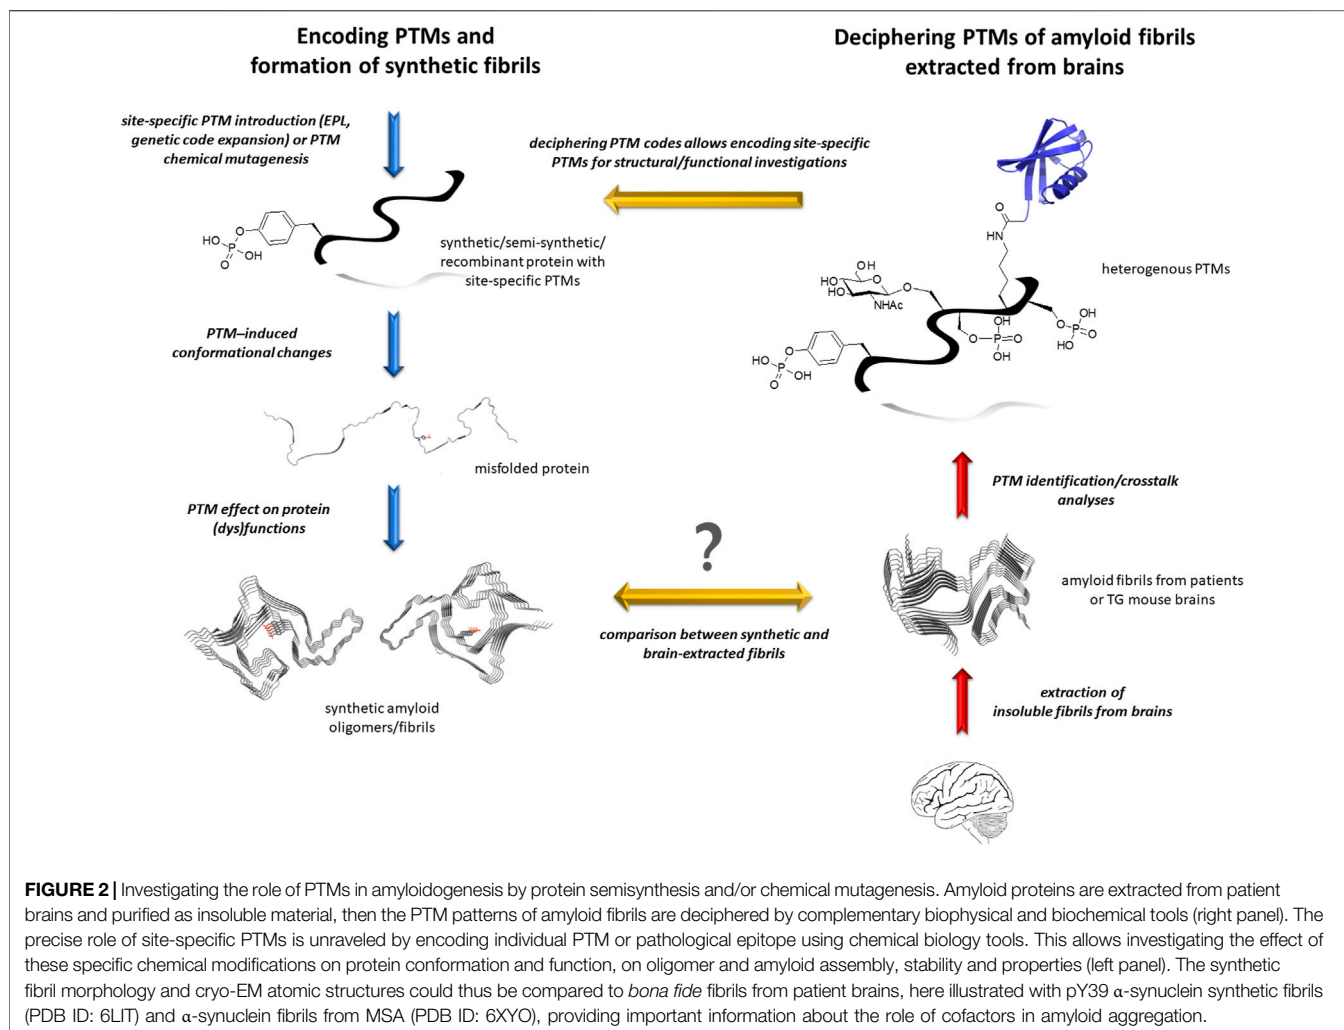 Encoding PTMs and
formation of synthetic fibrils
site-specific PTM introduction (EPL,
genetic code expansion) or PTM
chemical mutagenesis
HO
O
P
OH
O
synthetic/semi-synthetic/
recombinant protein with
site-specific PTMs
PTM–induced
conformational changes
misfolded protein
PTM effect on protein
(dys)functions
synthetic amyloid
oligomers/fibrils
deciphering PTM codes allows encoding site-specific
PTMs for structural/functional investigations
?
comparison between synthetic and
brain-extracted fibrils
Deciphering PTMs of amyloid fibrils
extracted from brains
O
HN
heterogenous PTMs
OH
HO
O
O
HO
NHAc
OH
O
P
O
OH
OH
O
P
O
HO
O
HO
P
OH
O
PTM identification/crosstalk
analyses
amyloid fibrils from patients
or TG mouse brains
extraction of
insoluble fibrils from brains
FIGURE 2 | Investigating the role of PTMs in amyloidogenesis by protein semisynthesis and/or chemical mutagenesis. Amyloid proteins are extracted from patient
brains and purified as insoluble material, then the PTM patterns of amyloid fibrils are deciphered by complementary biophysical and biochemical tools (right panel). The
precise role of site-specific PTMs is unraveled by encoding individual PTM or pathological epitope using chemical biology tools. This allows investigating the effect of
these specific chemical modifications on protein conformation and function, on oligomer and amyloid assembly, stability and properties (left panel). The synthetic
fibril morphology and cryo-EM atomic structures could thus be compared to bona fide fibrils from patient brains, here illustrated with pY39 α-synuclein synthetic fibrils
(PDB ID: 6LIT) and α-synuclein fibrils from MSA (PDB ID: 6XYO), providing important information about the role of cofactors in amyloid aggregation.